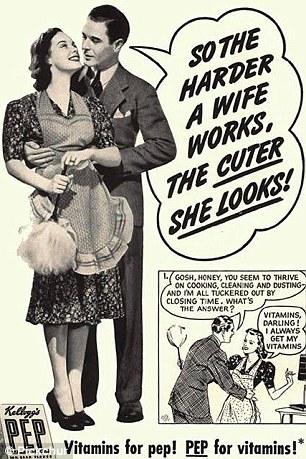 SO THE
HARDER
A WIFE
WORKS,
THE CUTER
SHE LOOKS!
1. GOSH, HONEY, YOU SEEM TO THRIVE
ON COOKING, CLEANING AND DUSTING-
AND I'M ALL TUCKERED OUT BY
CLOSING TIME. WHAT'S
THE ANSWER?
VITAMINS,
DARLING! I
ALWAYS
GET MY
VITAMINS
Kellogg's
PEP
Vitamins for pep! PEP for vitamins!*